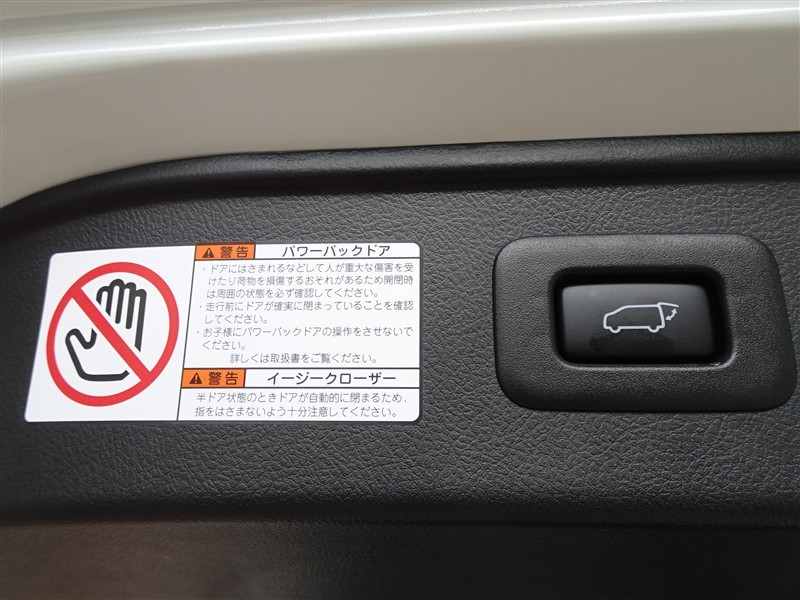 警告 パワーバックドア
・ドアにはさまれるなどして人が重大な傷害を受
けたり荷物を損傷するおそれがあるため開閉時
は周囲の状態を必ず確認してください。
・走行前にドアが確実に閉まっていることを確認
してください。
・お子様にパワーバックドアの操作をさせないで
ください。
詳しくは取扱書をご覧ください。
警告 イージークローザー
半ドア状態のときドアが自動的に閉まるため、
指をはさまないよう十分注意してください。